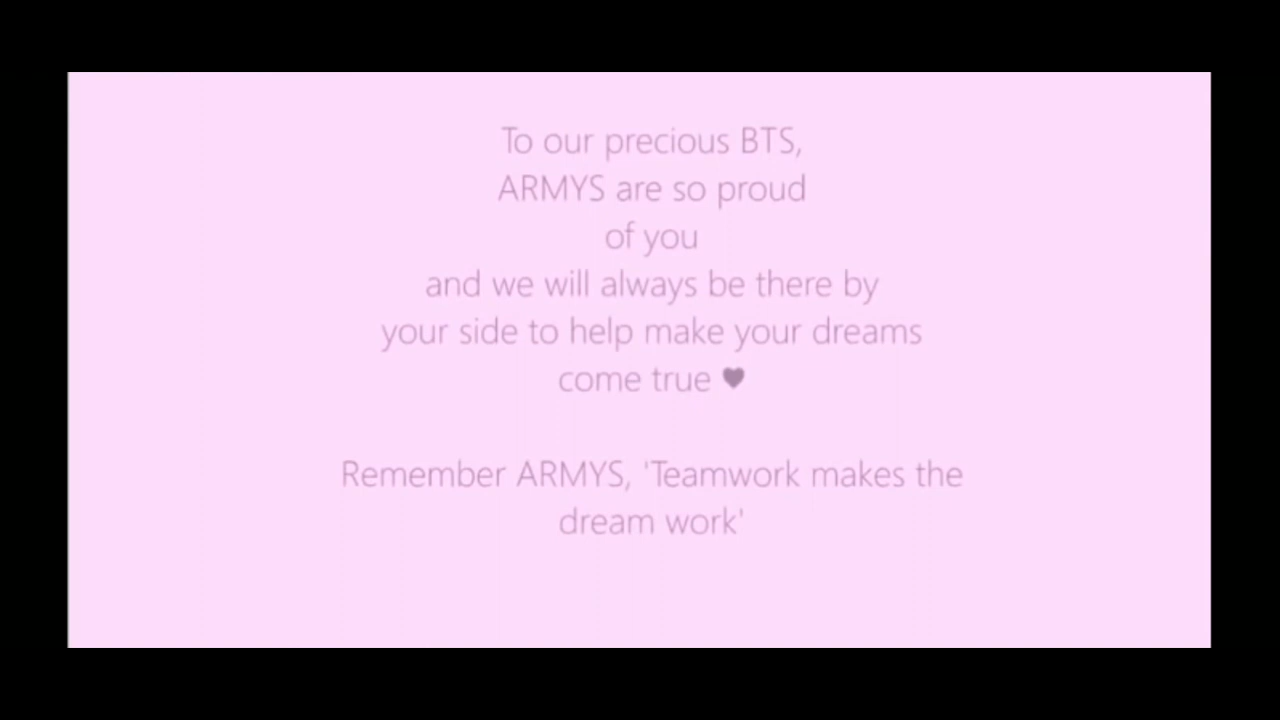 To our precious BTS,
ARMYS are so proud
of you
and we will always be there by
your side to help make your dreams
come true ♥
Remember ARMYS, 'Teamwork makes the
dream work'